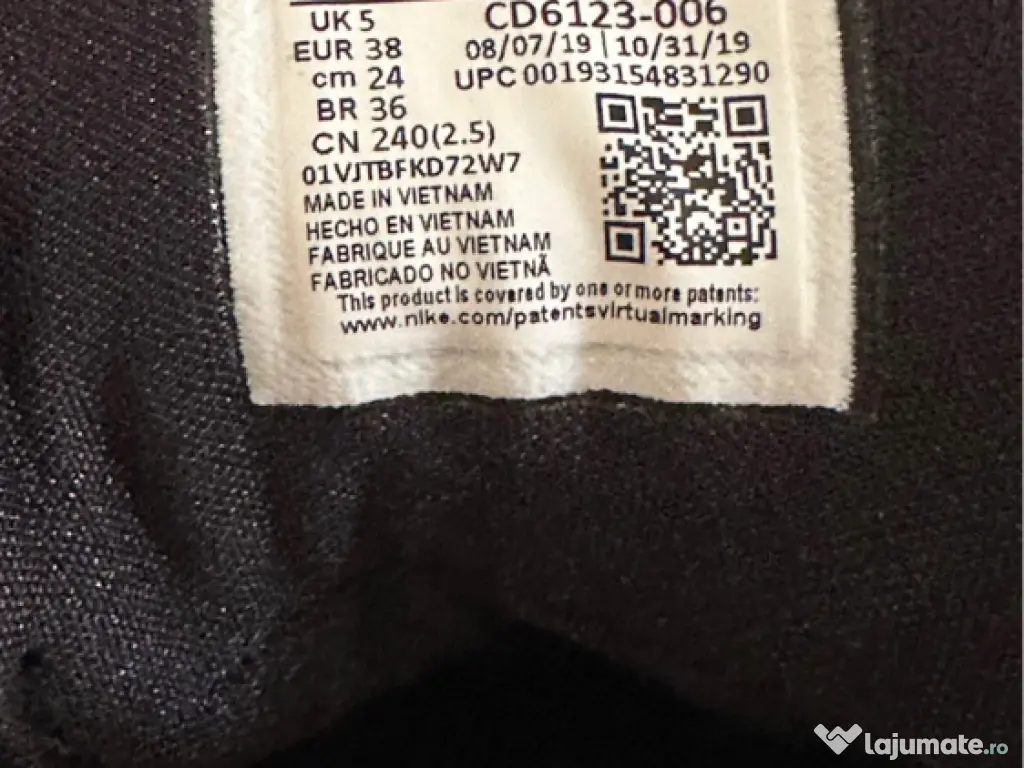 UK 5
EUR 38
cm 24
BR 36
CN 240(2.5)
01VJTBFKD72W7
MADE IN VIETNAM
HECHO EN VIETNAM
FABRIQUE AU VIETNAM
FABRICADO NO VIETNÃ
CD6123-006
08/07/19 | 10/31/19
UPC 00193154831290
This product is covered by one or more patents:
www.nike.com/patentsvirtualmarking
lajumate.ro